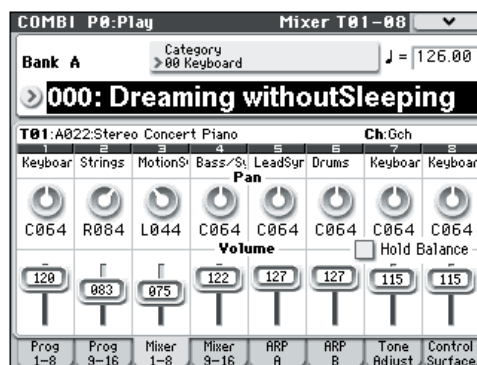 COMBI P0:Play Mixer T01-08
Bank A
Category
00 Keyboard
♩= 126.00
000: Dreaming withoutSleeping
T01:A022:Stereo Concert Piano Ch:Gch
1 2 3 4 5 6 7 8
Keyboar Strings MotionS Bass/Sy LeadSyr Drums Keyboar Keyboar
Pan
C064 R084 L044 C064 C064 C064 C064 C064
Volume Hold Balance
120 083 075 122 127 127 115 115
Prog 1-8 Prog 9-16 Mixer 1-8 Mixer 9-16 ARP A ARP B Tone Adjust Control Surface